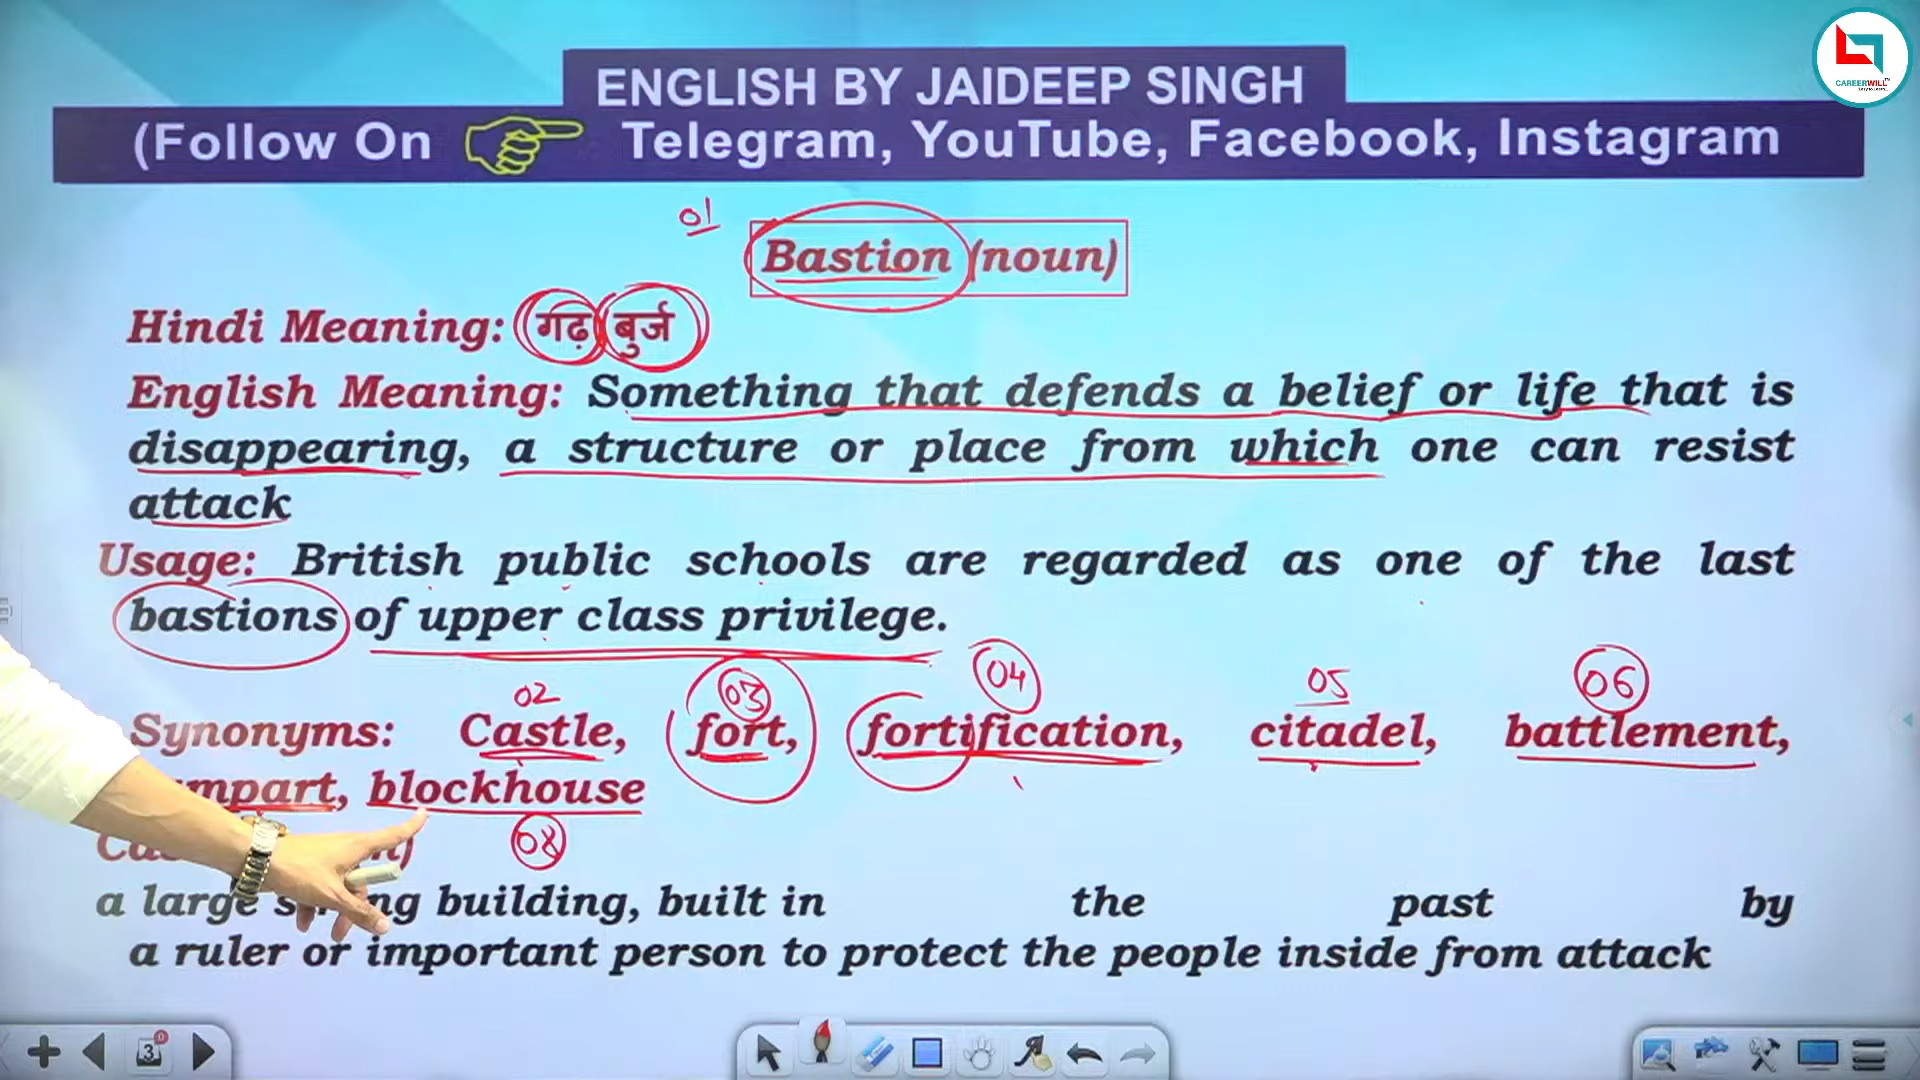 CAREERWILL
ENGLISH BY JAIDEEP SINGH
(Follow On Telegram, YouTube, Facebook, Instagram
01
Bastion (noun)
Hindi Meaning: गढ़ बुर्ज
English Meaning: Something that defends a belief or life that is
disappearing, a structure or place from which one can resist
attack
Usage: British public schools are regarded as one of the last
bastions of upper class privilege.
02 03 04 05 06
Synonyms: Castle, fort, fortification, citadel, battlement,
blockhouse
08
a large building, built in the past by
a ruler or important person to protect the people inside from attack
3